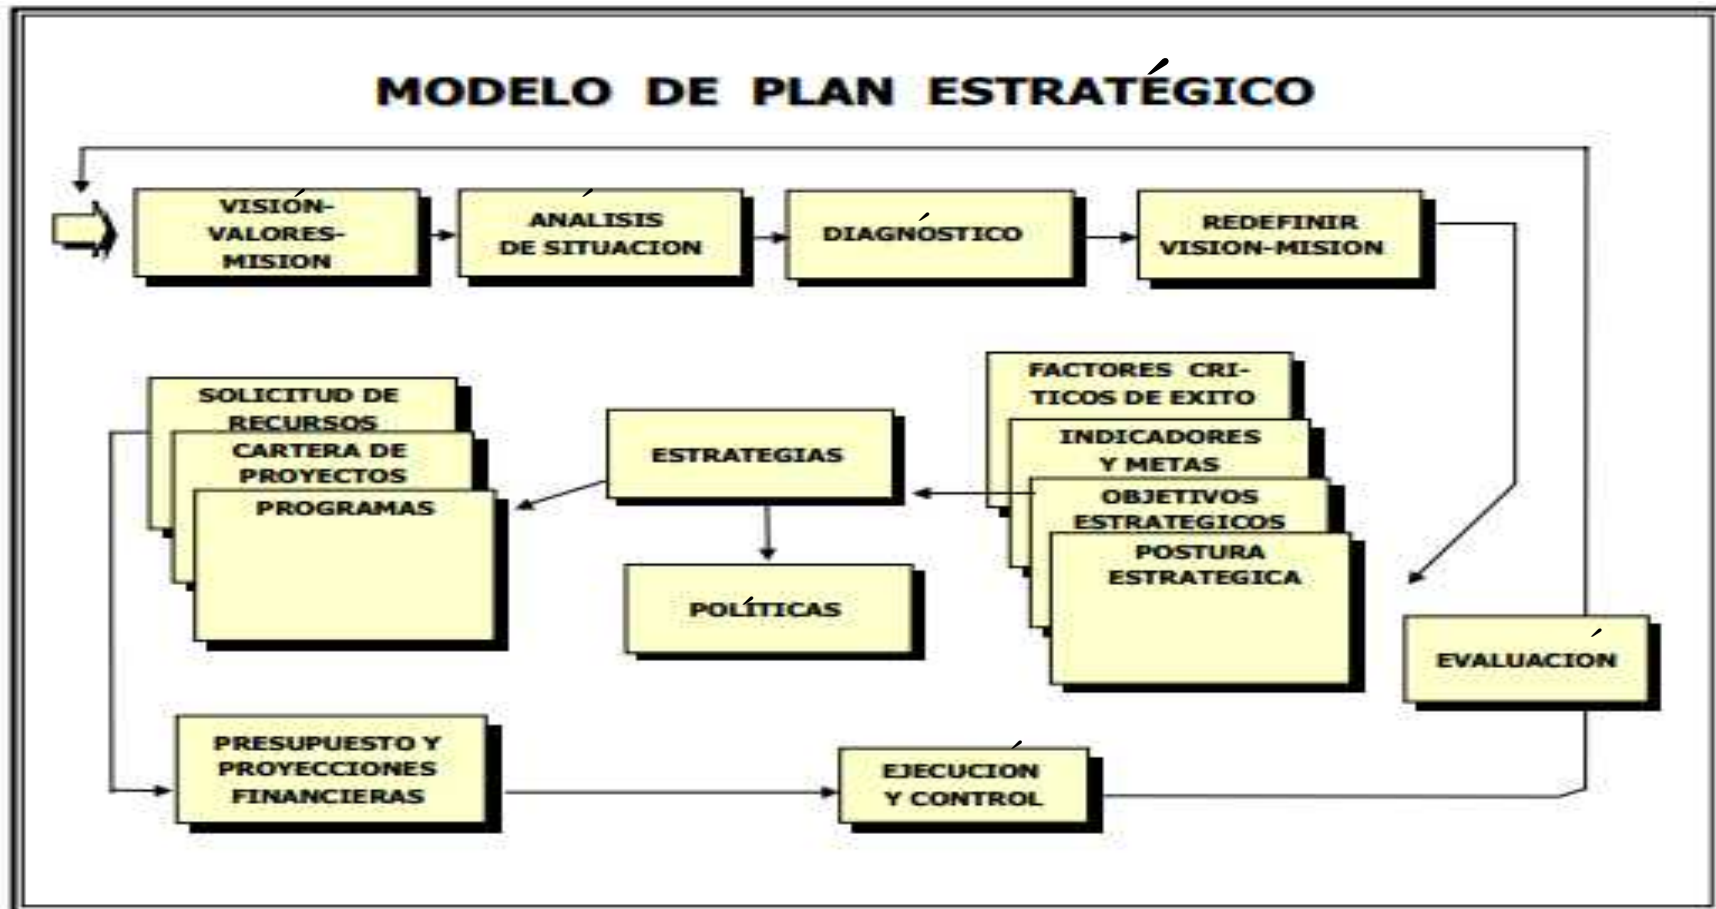 MODELO DE PLAN ESTRATÉGICO
VISIÓN-
VALORES-
MISION
ANÁLISIS
DE SITUACION
DIAGNÓSTICO
REDEFINIR
VISION-MISION
FACTORES CRI-
TICOS DE EXITO
INDICADORES
Y METAS
OBJETIVOS
ESTRATEGICOS
POSTURA
ESTRATEGICA
ESTRATEGIAS
POLÍTICAS
SOLICITUD DE
RECURSOS
CARTERA DE
PROYECTOS
PROGRAMAS
PRESUPUESTO Y
PROYECCIONES
FINANCIERAS
EJECUCIÓN
Y CONTROL
EVALUACIÓN